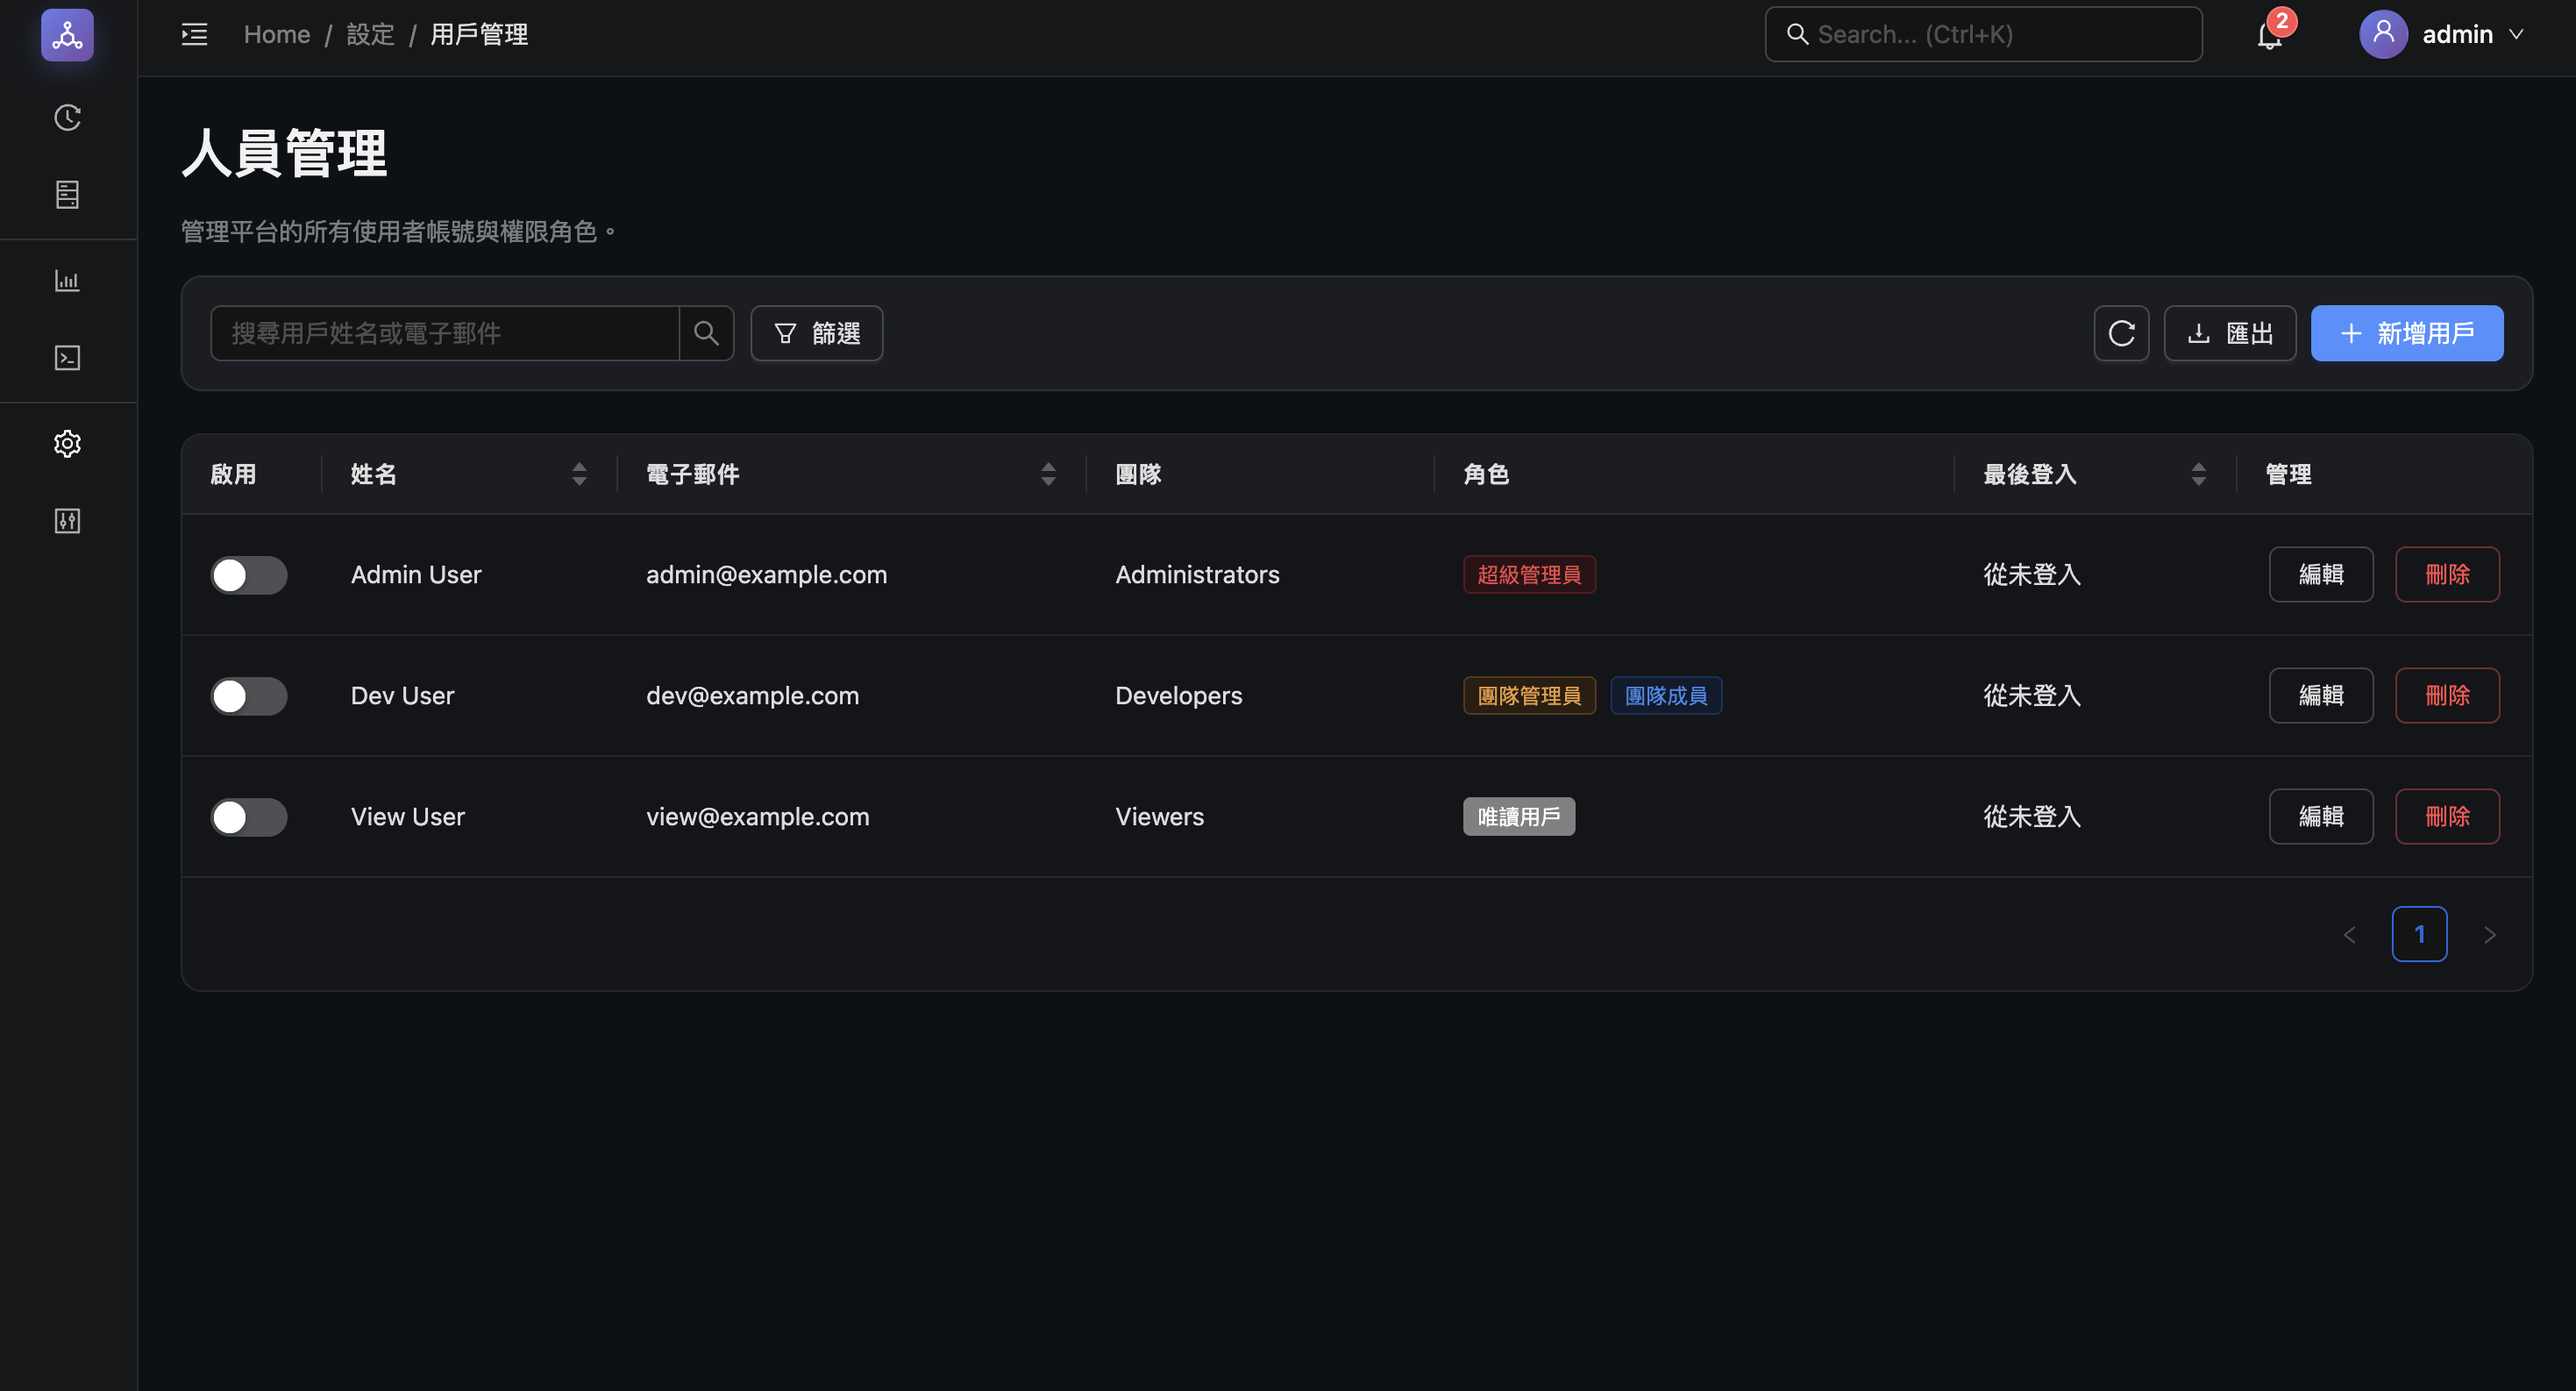 Home / 設定 / 用戶管理
Search... (Ctrl+K)
2
admin
人員管理
管理平台的所有使用者帳號與權限角色。
搜尋用戶姓名或電子郵件
篩選
匯出
新增用戶
啟用 姓名 電子郵件 團隊 角色 最後登入 管理
Admin User admin@example.com Administrators 超級管理員 從未登入 編輯 刪除
Dev User dev@example.com Developers 團隊管理員 團隊成員 從未登入 編輯 刪除
View User view@example.com Viewers 唯讀用戶 從未登入 編輯 刪除
1